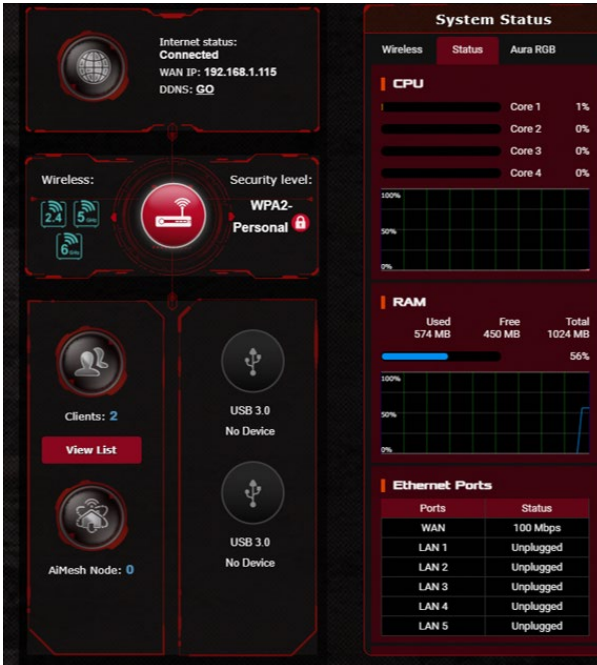 Internet status:
Connected
WAN IP: 192.168.1.115
DDNS: GO
Wireless:
2.4
5 GHz
6 GHz
Security level:
WPA2-
Personal
Clients: 2
View List
AiMesh Node: 0
USB 3.0
No Device
USB 3.0
No Device
System Status
Wireless Status Aura RGB
CPU
Core 1 1%
Core 2 0%
Core 3 0%
Core 4 0%
100%
50%
0%
RAM
Used Free Total
574 MB 450 MB 1024 MB
56%
100%
50%
0%
Ethernet Ports
Ports Status
WAN 100 Mbps
LAN 1 Unplugged
LAN 2 Unplugged
LAN 3 Unplugged
LAN 4 Unplugged
LAN 5 Unplugged